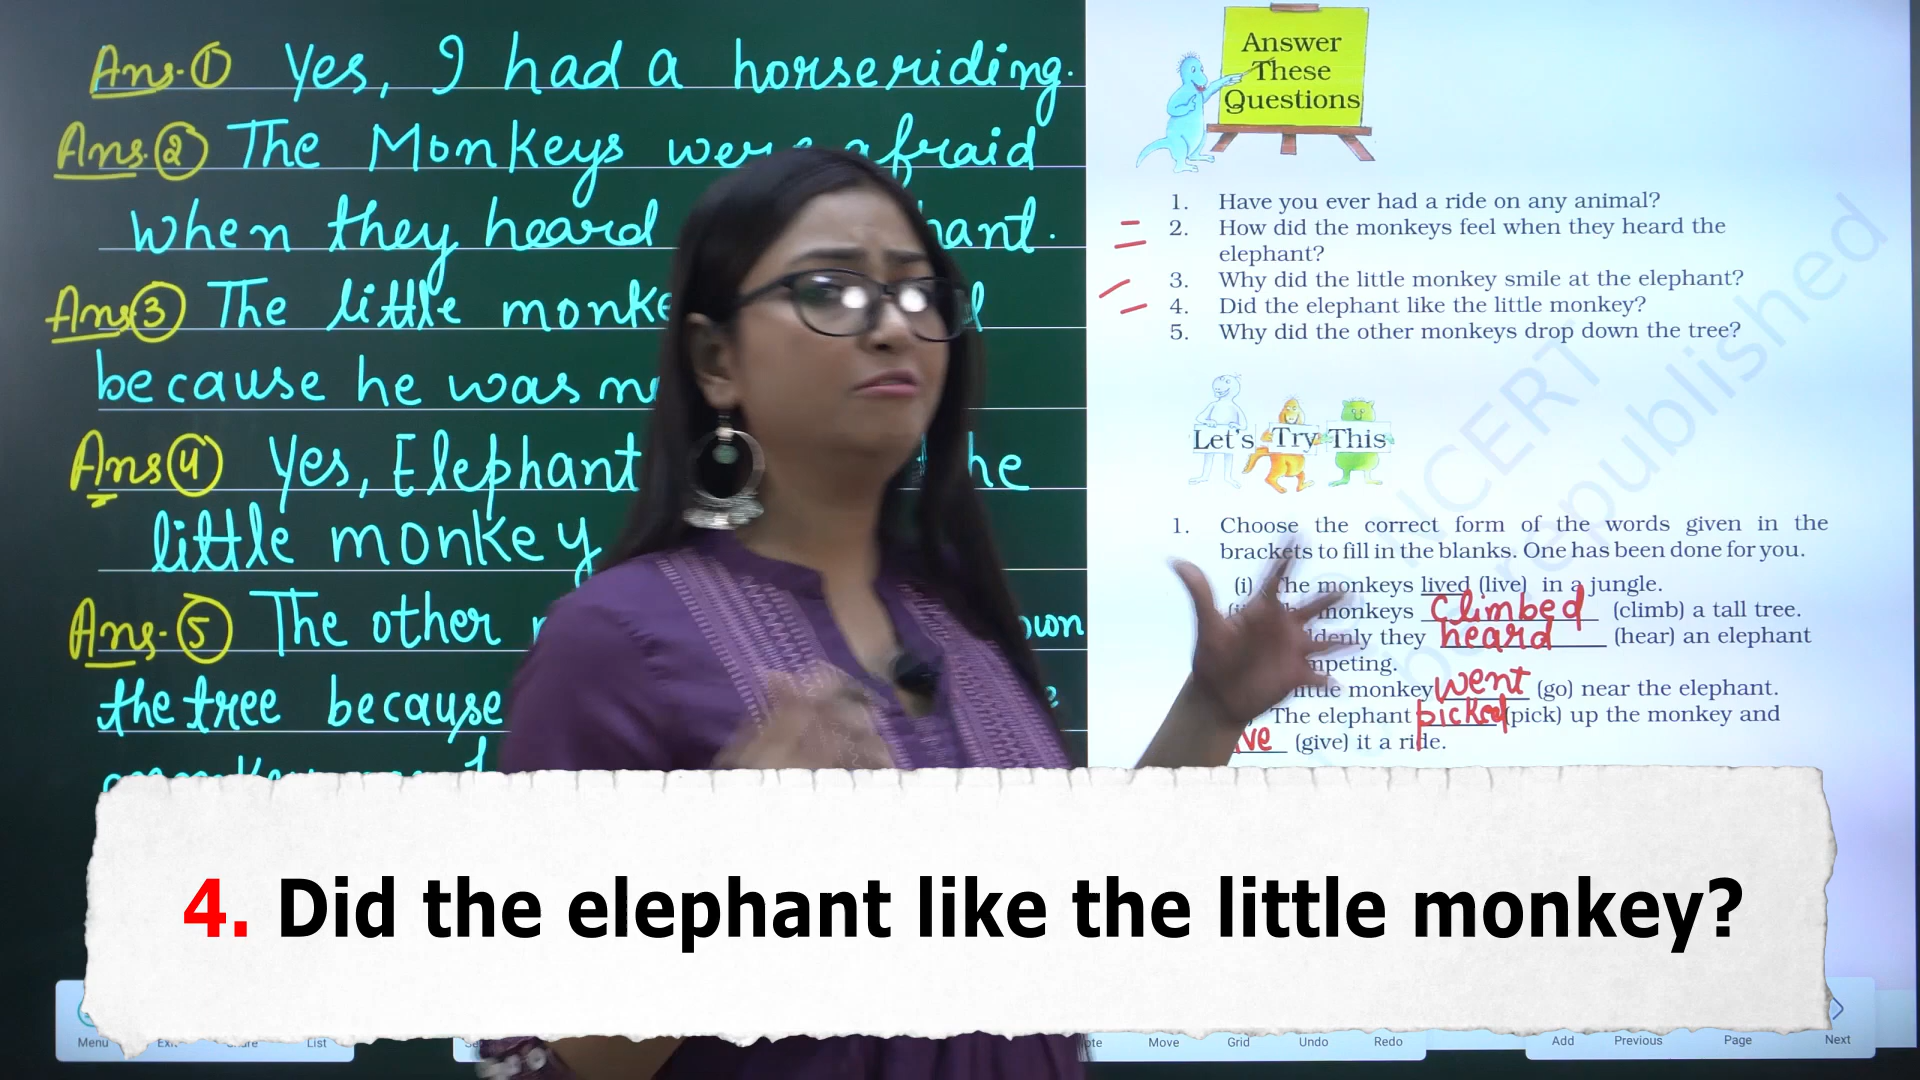 Ans.① Yes, I had a horseriding.
Ans.② The Monkeys were afraid
when they heard
Ans③ The little
because he was
Ans④ Yes, Elephant he
little monkey
Ans.⑤ The other
the tree because
Answer
These
Questions
1. Have you ever had a ride on any animal?
2. How did the monkeys feel when they heard the
elephant?
3. Why did the little monkey smile at the elephant?
4. Did the elephant like the little monkey?
5. Why did the other monkeys drop down the tree?
Let's Try This
1. Choose the correct form of the words given in the
brackets to fill in the blanks. One has been done for you.
(i) The monkeys lived (live) in a jungle.
monkeys Climbed (climb) a tall tree.
they heard (hear) an elephant
little monkey went (go) near the elephant.
The elephant picked (pick) up the monkey and
(give) it a ride.
NCERT
republished
4. Did the elephant like the little monkey?
Menu List Move Grid Undo Redo Add Previous Page Next